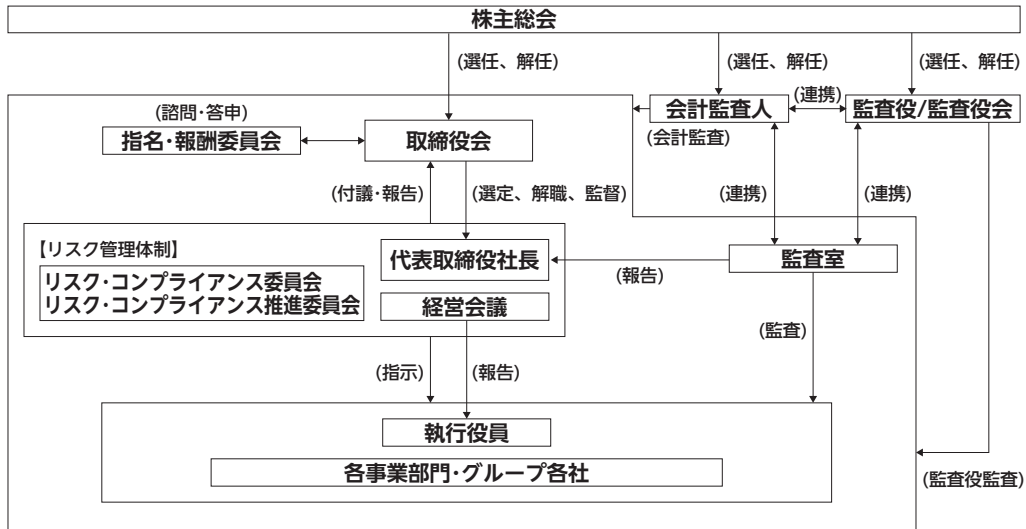 株主総会
(選任、解任)
(選任、解任)
(選任、解任)
(諮問・答申)
指名・報酬委員会
取締役会
会計監査人
(連携)
監査役/監査役会
(会計監査)
(付議・報告)
(選定、解職、監督)
(連携)
(連携)
【リスク管理体制】
リスク・コンプライアンス委員会
リスク・コンプライアンス推進委員会
代表取締役社長
経営会議
(報告)
監査室
(監査)
(指示)
(報告)
執行役員
各事業部門・グループ各社
(監査役監査)